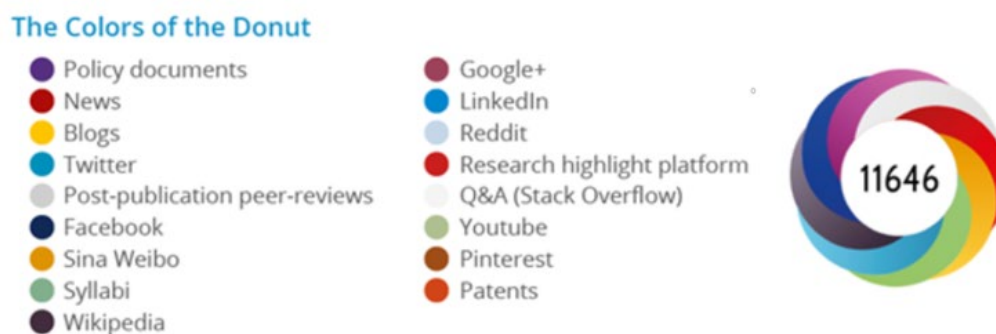 The Colors of the Donut
Policy documents
News
Blogs
Twitter
Post-publication peer-reviews
Facebook
Sina Weibo
Syllabi
Wikipedia
Google+
LinkedIn
Reddit
Research highlight platform
Q&A (Stack Overflow)
Youtube
Pinterest
Patents
11646